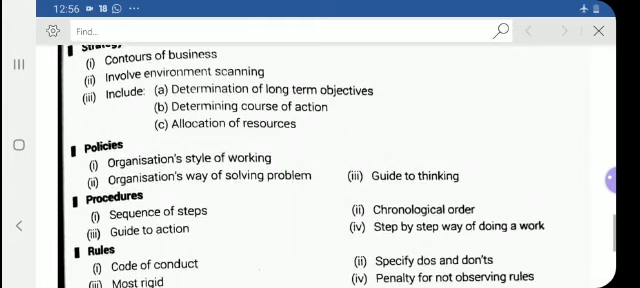 12:56 18 ...
Find...
Strategy
(i) Contours of business
(ii) Involve environment scanning
(iii) Include: (a) Determination of long term objectives
(b) Determining course of action
(c) Allocation of resources
Policies
(i) Organisation's style of working
(ii) Organisation's way of solving problem (iii) Guide to thinking
Procedures
(i) Sequence of steps (ii) Chronological order
(iii) Guide to action (iv) Step by step way of doing a work
Rules
(i) Code of conduct (ii) Specify dos and don'ts
(iii) Most rigid (iv) Penalty for not observing rules